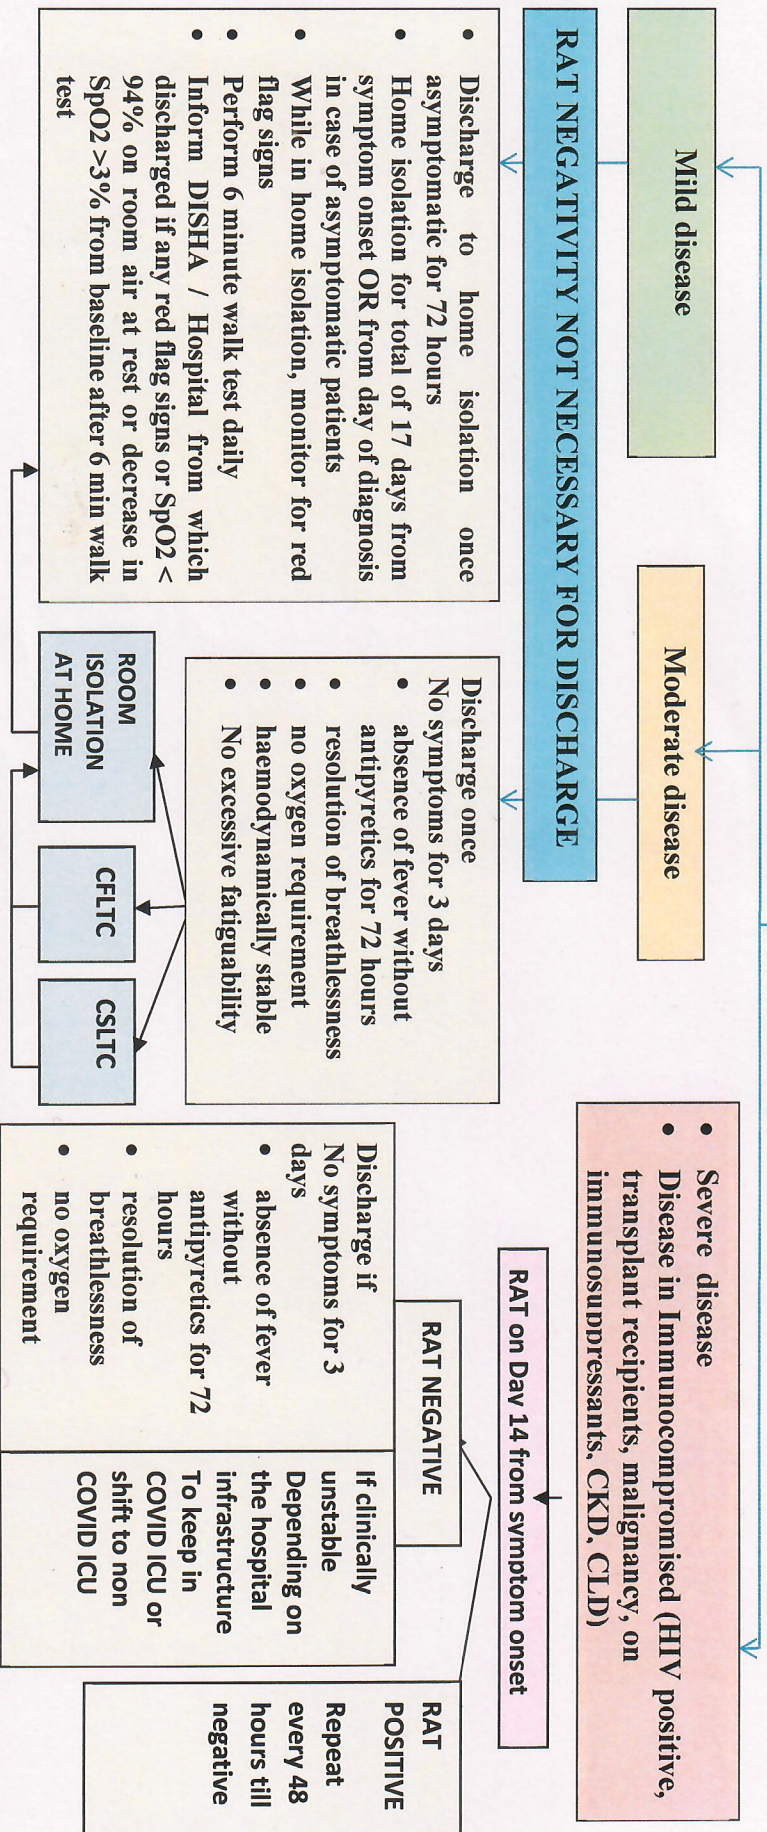 Mild disease
Moderate disease
• Severe disease
• Disease in Immunocompromised (HIV positive,
transplant recipients, malignancy, on
immunosuppressants, CKD, CLD)
RAT NEGATIVITY NOT NECESSARY FOR DISCHARGE
RAT on Day 14 from symptom onset
• Discharge to home isolation once
asymptomatic for 72 hours
• Home isolation for total of 17 days from
symptom onset OR from day of diagnosis
in case of asymptomatic patients
• While in home isolation, monitor for red
flag signs
• Perform 6 minute walk test daily
• Inform DISHA / Hospital from which
discharged if any red flag signs or SpO2 <
94% on room air at rest or decrease in
SpO2 >3% from baseline after 6 min walk
test
Discharge once
No symptoms for 3 days
• absence of fever without
antipyretics for 72 hours
• resolution of breathlessness
• no oxygen requirement
• haemodynamically stable
• No excessive fatiguability
ROOM
ISOLATION
AT HOME
CFLTC
CSLTC
RAT NEGATIVE
RAT
POSITIVE
Repeat
every 48
hours till
negative
Discharge if
No symptoms for 3
days
• absence of fever
without
antipyretics for 72
hours
• resolution of
breathlessness
• no oxygen
requirement
If clinically
unstable
Depending on
the hospital
infrastructure
To keep in
COVID ICU or
shift to non
COVID ICU